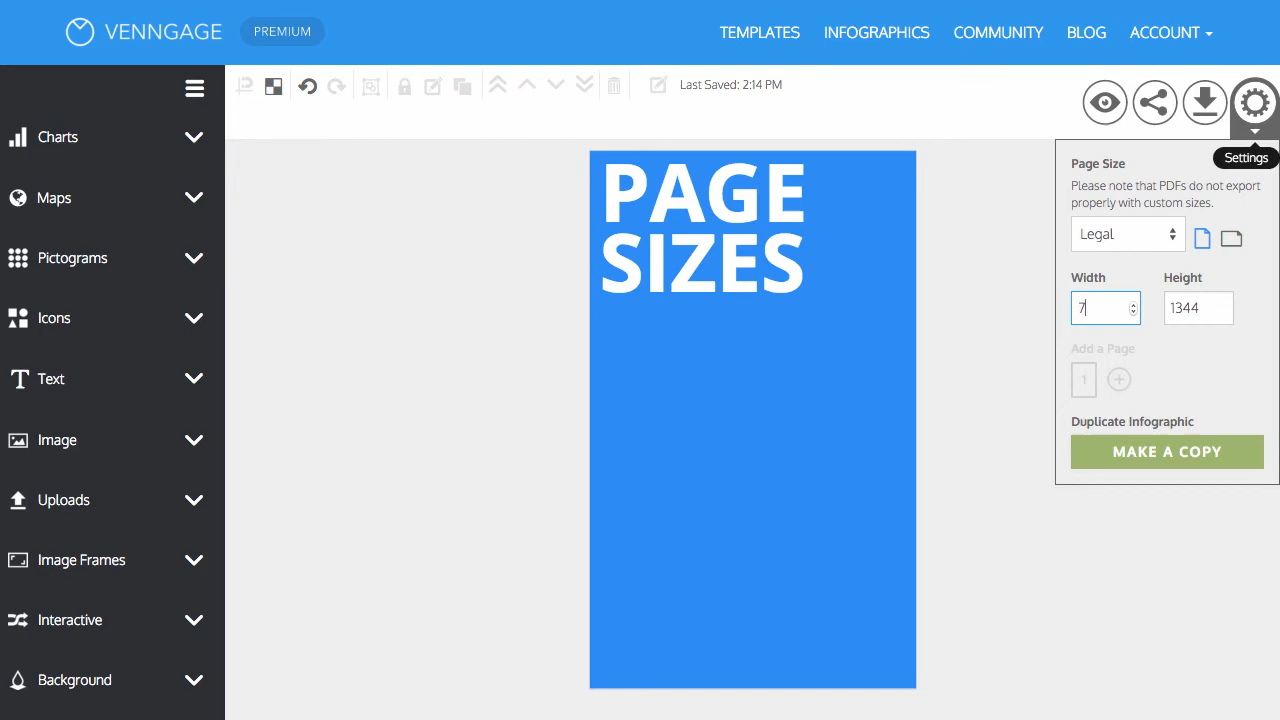 VENNGAGE PREMIUM
TEMPLATES INFOGRAPHICS COMMUNITY BLOG ACCOUNT
Last Saved: 2:14 PM
Charts
Maps
Pictograms
Icons
Text
Image
Uploads
Image Frames
Interactive
Background
PAGE
SIZES
Settings
Page Size
Please note that PDFs do not export
properly with custom sizes.
Legal
Width Height
7 1344
Add a Page
1
Duplicate Infographic
MAKE A COPY